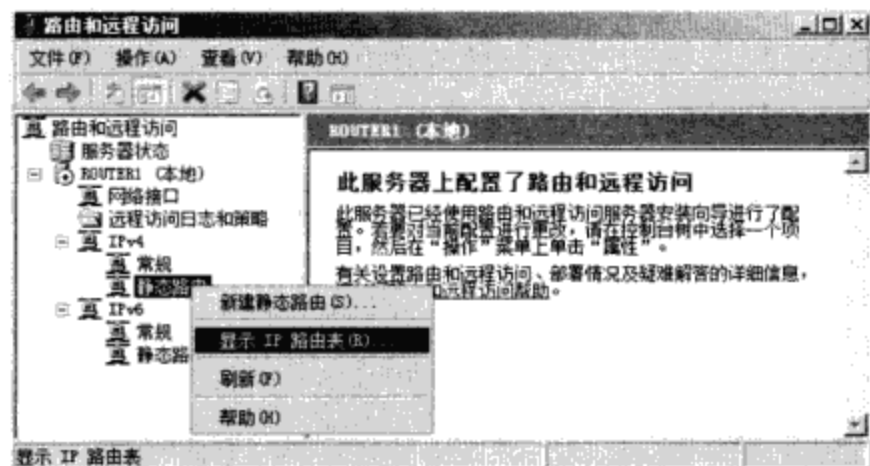 路由和远程访问
文件(F) 操作(A) 查看(V) 帮助(H)
路由和远程访问
服务器状态
ROUTER1 (本地)
网络接口
远程访问日志和策略
IPv4
常规
静态路由
IPv6
常规
静态路
新建静态路由(S)...
显示 IP 路由表(R)...
刷新(F)
帮助(H)
ROUTER1 (本地)
此服务器上配置了路由和远程访问
此服务器已经使用路由和远程访问服务器安装向导进行了配
置。若要对当前配置进行更改，请在控制台树中选择一个项
目，然后在“操作”菜单上单击“属性”。
有关设置路由和远程访问、部署情况及疑难解答的详细信息，
和远程访问帮助。
显示 IP 路由表